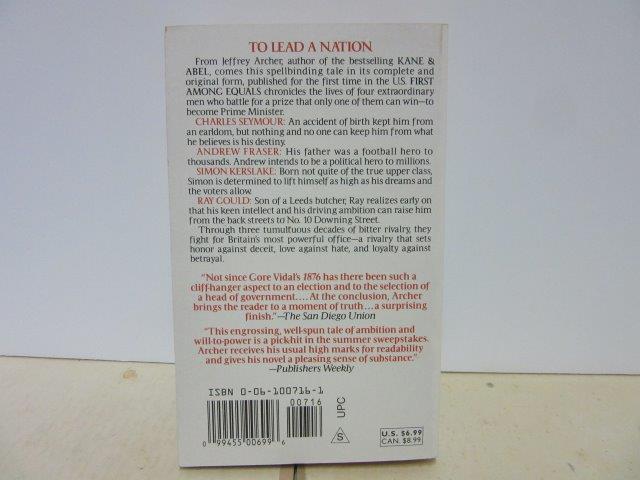 TO LEAD A NATION
From Jeffrey Archer, author of the bestselling KANE &
ABEL, comes this spellbinding tale in its complete and
original form, published for the first time in the U.S. FIRST
AMONG EQUALS chronicles the lives of four extraordinary
men who battle for a prize that only one of them can win—to
become Prime Minister.
CHARLES SEYMOUR: An accident of birth kept him from
an earldom, but nothing and no one can keep him from what
he believes is his destiny.
ANDREW FRASER: His father was a football hero to
thousands. Andrew intends to be a political hero to millions.
SIMON KERSLAKE: Born not quite of the true upper class,
Simon is determined to lift himself as high as his dreams and
the voters allow.
RAY GOULD: Son of a Leeds butcher, Ray realizes early on
that his keen intellect and his driving ambition can raise him
from the back streets to No. 10 Downing Street.
Through three tumultuous decades of bitter rivalry, they
fight for Britain's most powerful office—a rivalry that sets
honor against deceit, love against hate, and loyalty against
betrayal.
"Not since Gore Vidal's 1876 has there been such a
cliff-hanger aspect to an election and to the selection of
a head of government.... At the conclusion, Archer
brings the reader to a moment of truth ... a surprising
finish."—The San Diego Union
"This engrossing, well-spun tale of ambition and
will-to-power is a pick-hit in the summer sweepstakes.
Archer receives his usual high marks for readability
and gives his novel a pleasing sense of substance."
—Publishers Weekly
ISBN 0-06-100716-1
00716
UPC
S
0 99455 00699 6
U.S. $6.99
CAN. $8.99